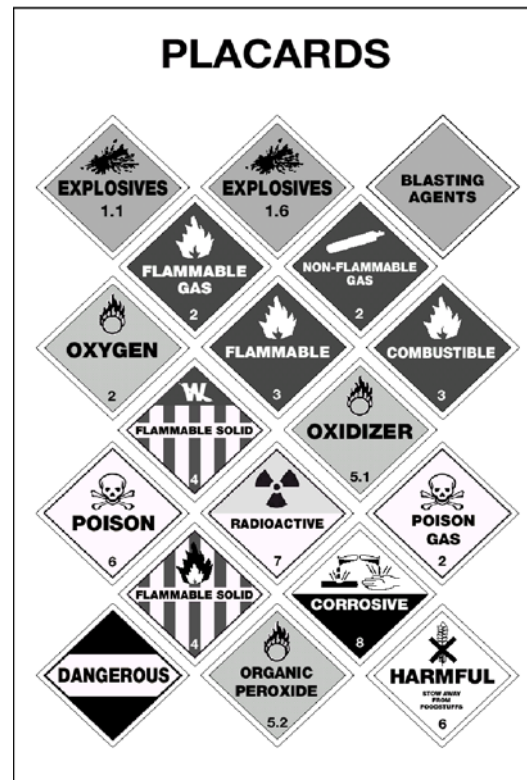 PLACARDS
EXPLOSIVES
1.1
EXPLOSIVES
1.6
BLASTING
AGENTS
FLAMMABLE
GAS
2
NON-FLAMMABLE
GAS
2
OXYGEN
2
FLAMMABLE
3
COMBUSTIBLE
3
W
FLAMMABLE SOLID
4
OXIDIZER
5.1
POISON
6
RADIOACTIVE
7
POISON
GAS
2
FLAMMABLE SOLID
4
CORROSIVE
8
DANGEROUS
ORGANIC
PEROXIDE
5.2
HARMFUL
STOW AWAY
FROM
FOODSTUFFS
6